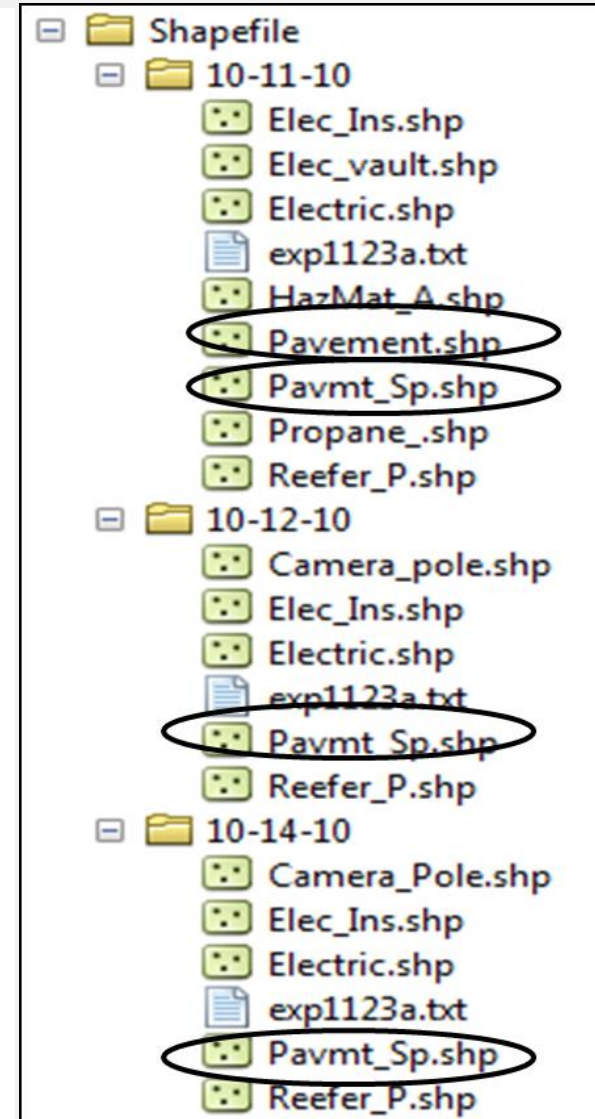 Shapefile
10-11-10
Elec_Ins.shp
Elec_vault.shp
Electric.shp
exp1123a.txt
HazMat_A.shp
Pavement.shp
Pavmt_Sp.shp
Propane_.shp
Reefer_P.shp
10-12-10
Camera_pole.shp
Elec_Ins.shp
Electric.shp
exp1123a.txt
Pavmt_Sp.shp
Reefer_P.shp
10-14-10
Camera_Pole.shp
Elec_Ins.shp
Electric.shp
exp1123a.txt
Pavmt_Sp.shp
Reefer_P.shp